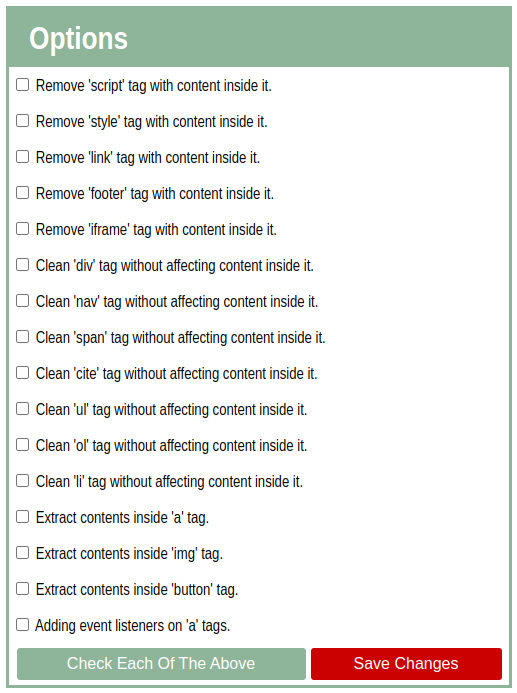 Options
Remove 'script' tag with content inside it.
Remove 'style' tag with content inside it.
Remove 'link' tag with content inside it.
Remove 'footer' tag with content inside it.
Remove 'iframe' tag with content inside it.
Clean 'div' tag without affecting content inside it.
Clean 'nav' tag without affecting content inside it.
Clean 'span' tag without affecting content inside it.
Clean 'cite' tag without affecting content inside it.
Clean 'ul' tag without affecting content inside it.
Clean 'ol' tag without affecting content inside it.
Clean 'li' tag without affecting content inside it.
Extract contents inside 'a' tag.
Extract contents inside 'img' tag.
Extract contents inside 'button' tag.
Adding event listeners on 'a' tags.
Check Each Of The Above Save Changes